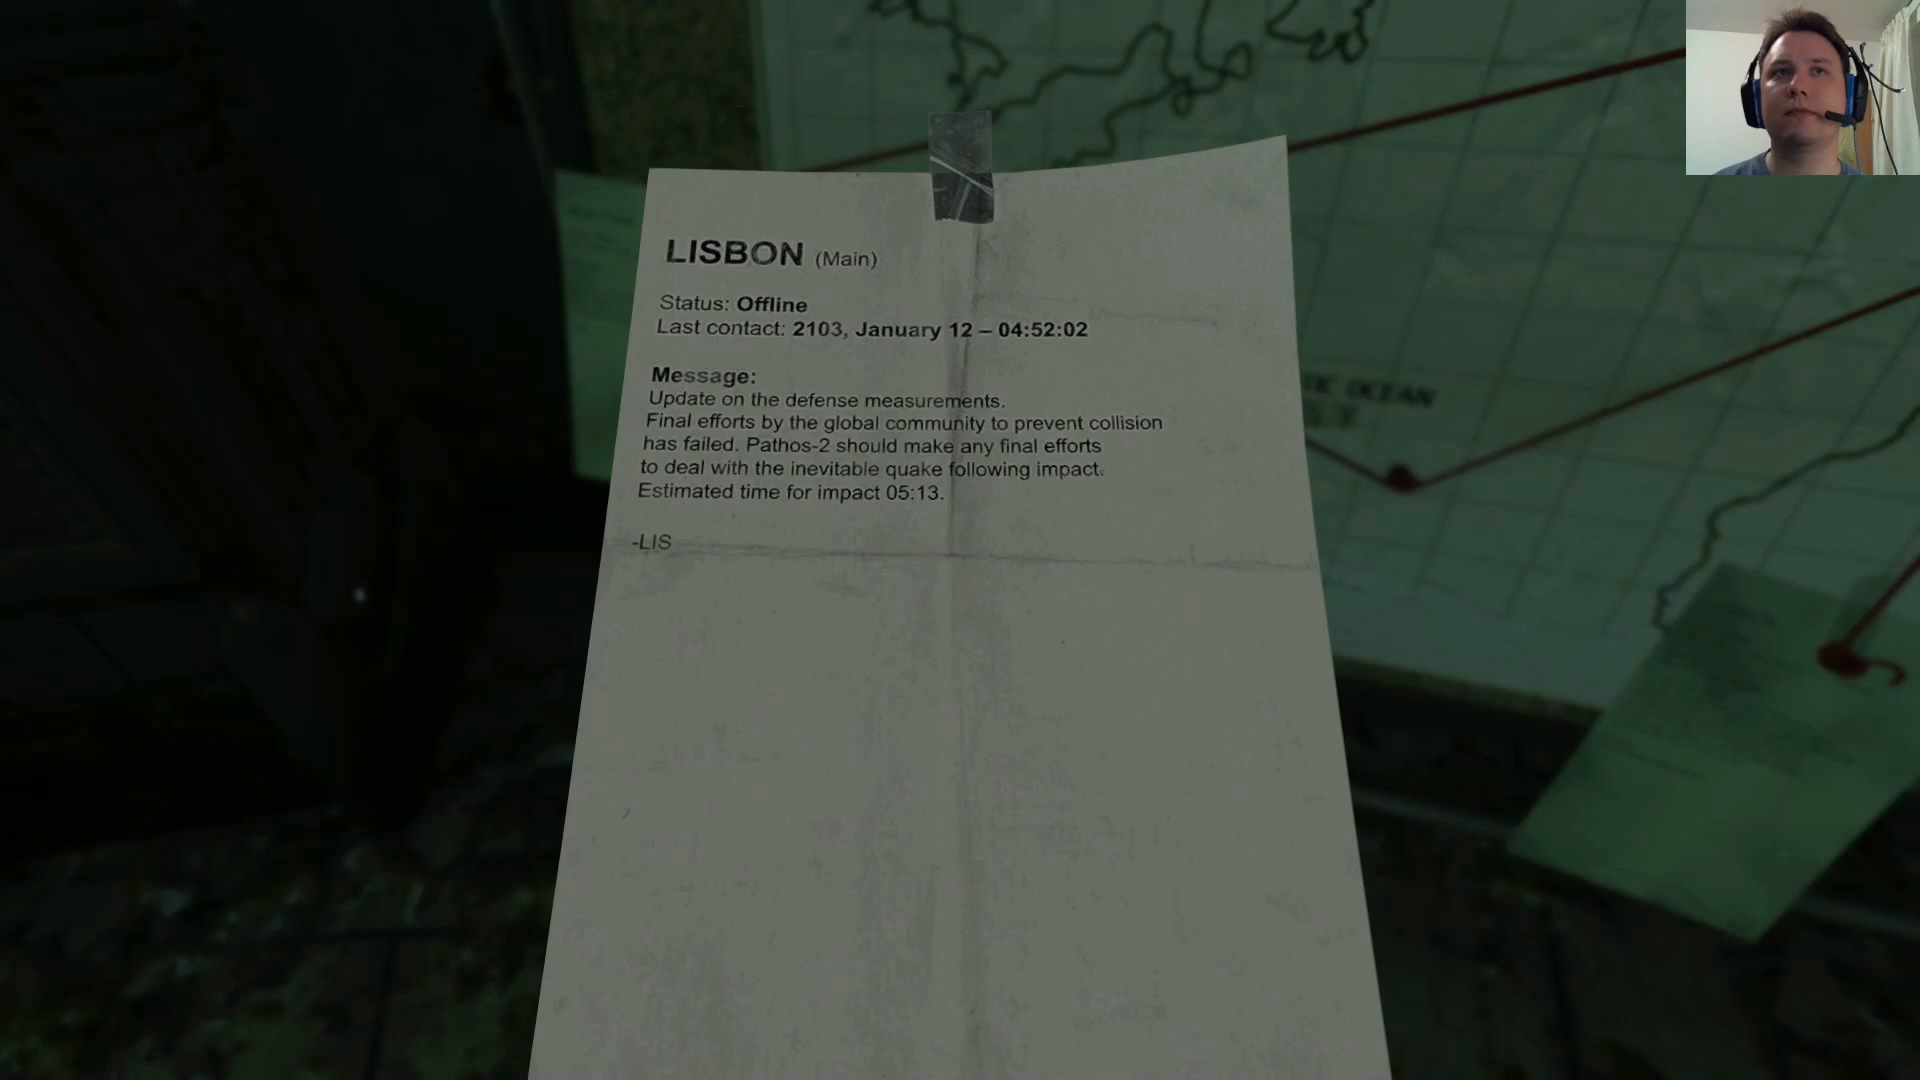 LISBON (Main)
Status: Offline
Last contact: 2103, January 12 – 04:52:02
Message:
Update on the defense measurements.
Final efforts by the global community to prevent collision
has failed. Pathos-2 should make any final efforts
to deal with the inevitable quake following impact.
Estimated time for impact 05:13.
-LIS
OCEAN